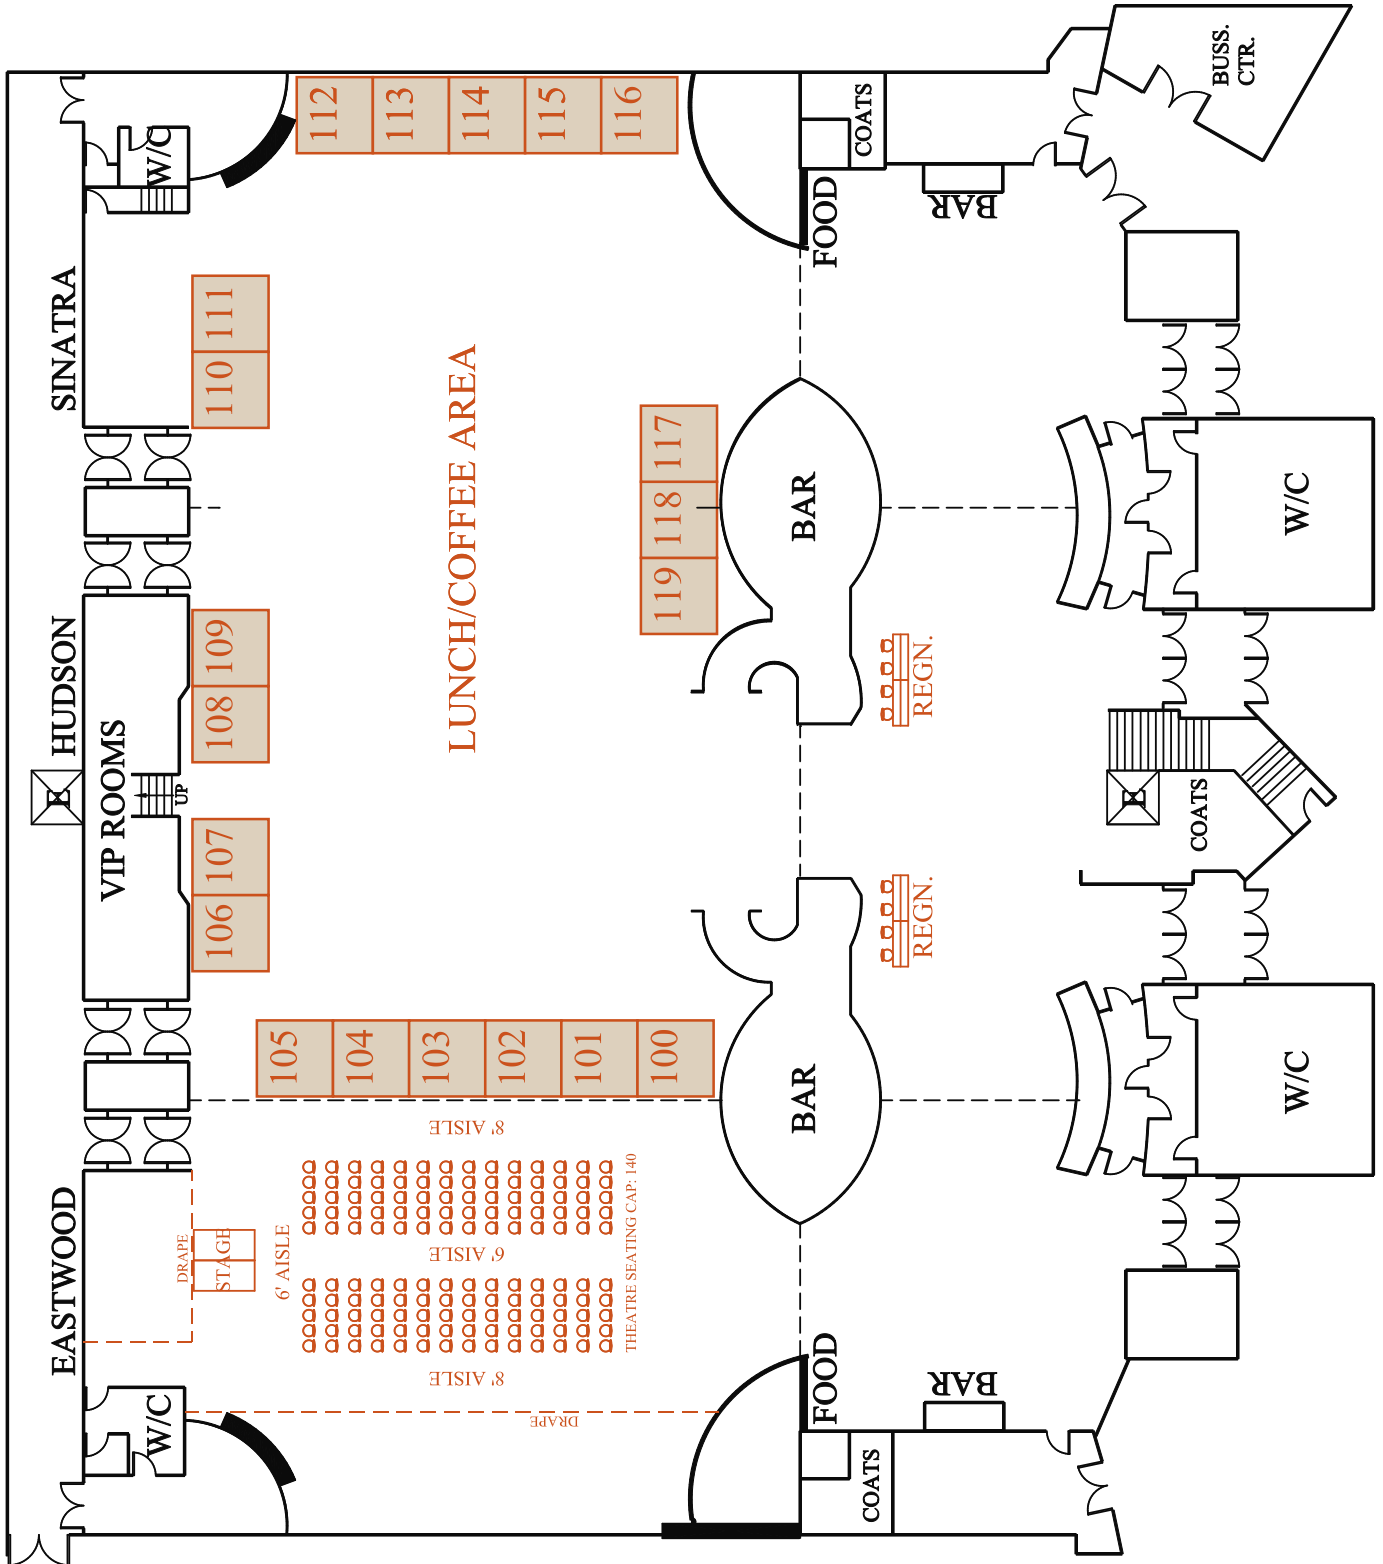 BUSS.
CTR.
112
113
114
115
116
COATS
W/C
FOOD
BAR
SINATRA
111
110
LUNCH/COFFEE AREA
117
118
119
BAR
W/C
HUDSON
VIP ROOMS
109
108
REGN.
UP
COATS
107
106
REGN.
105
104
103
102
101
100
BAR
W/C
8' AISLE
EASTWOOD
DRAPE
STAGE
6' AISLE
6' AISLE
THEATRE SEATING CAP: 140
8' AISLE
DRAPE
W/C
FOOD
BAR
COATS